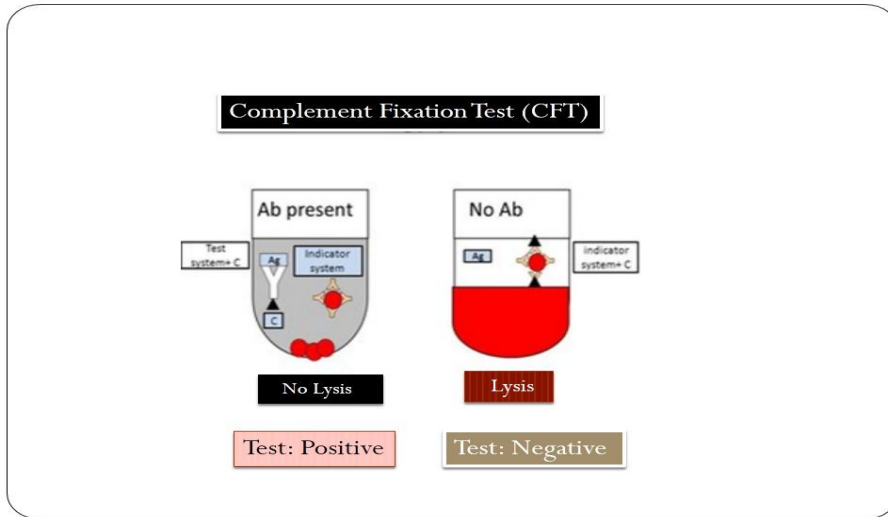 Complement Fixation Test (CFT)
Ab present
No Ab
Test
system+ C
Ag
Indicator
system
C
Ag
indicator
system+ C
No Lysis
Lysis
Test: Positive
Test: Negative